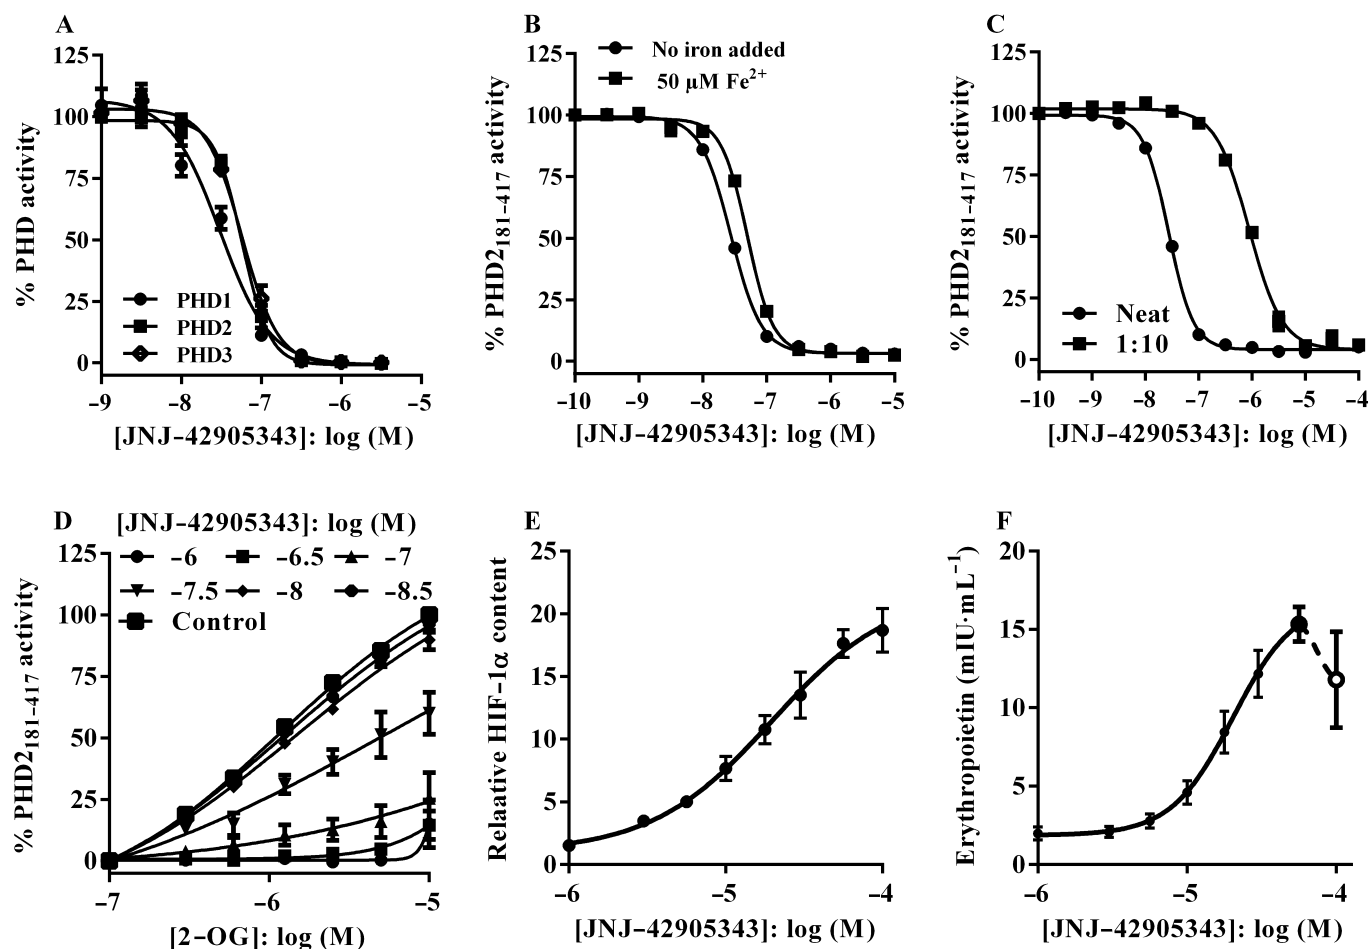 A
125
100
75
50
25
0
% PHD activity
PHD1
PHD2
PHD3
−9 −8 −7 −6 −5
[JNJ−42905343]: log (M)
B
No iron added
50 µM Fe²⁺
125
100
75
50
25
0
% PHD2₁₈₁₋₄₁₇ activity
−10 −9 −8 −7 −6 −5
[JNJ−42905343]: log (M)
C
125
100
75
50
25
0
% PHD2₁₈₁₋₄₁₇ activity
Neat
1:10
−10 −9 −8 −7 −6 −5 −4
[JNJ−42905343]: log (M)
D
[JNJ−42905343]: log (M)
−6 −6.5 −7
−7.5 −8 −8.5
Control
125
100
75
50
25
0
% PHD2₁₈₁₋₄₁₇ activity
−7 −6 −5
[2−OG]: log (M)
E
25
20
15
10
5
0
Relaative HIF−1α content
−6 −5 −4
[JNJ−42905343]: log (M)
F
20
15
10
5
0
Erythropoietin (mIU·mL⁻¹)
−6 −5 −4
[JNJ−42905343]: log (M)